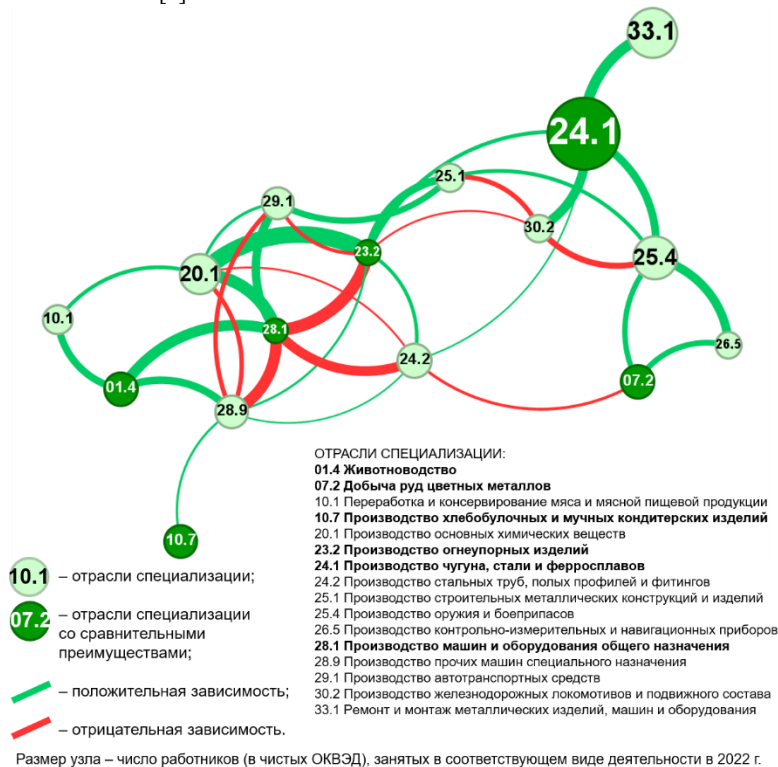 33.1
24.1
25.1
29.1
30.2
23.2
25.4
20.1
10.1
28.1
26.5
24.2
07.2
01.4
28.9
10.7
ОТРАСЛИ СПЕЦИАЛИЗАЦИИ:
01.4 Животноводство
07.2 Добыча руд цветных металлов
10.1 Переработка и консервирование мяса и мясной пищевой продукции
10.7 Производство хлебобулочных и мучных кондитерских изделий
20.1 Производство основных химических веществ
23.2 Производство огнеупорных изделий
24.1 Производство чугуна, стали и ферросплавов
24.2 Производство стальных труб, полых профилей и фитингов
25.1 Производство строительных металлических конструкций и изделий
25.4 Производство оружия и боеприпасов
26.5 Производство контрольно-измерительных и навигационных приборов
28.1 Производство машин и оборудования общего назначения
28.9 Производство прочих машин специального назначения
29.1 Производство автотранспортных средств
30.2 Производство железнодорожных локомотивов и подвижного состава
33.1 Ремонт и монтаж металлических изделий, машин и оборудования
10.1 – отрасли специализации;
07.2 – отрасли специализации
со сравнительными
преимуществами;
– положительная зависимость;
– отрицательная зависимость.
Размер узла – число работников (в чистых ОКВЭД), занятых в соответствующем виде деятельности в 2022 г.